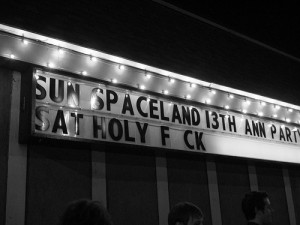 SUN SPACELAND 13TH ANN PARTY
SAT HOLY F CK